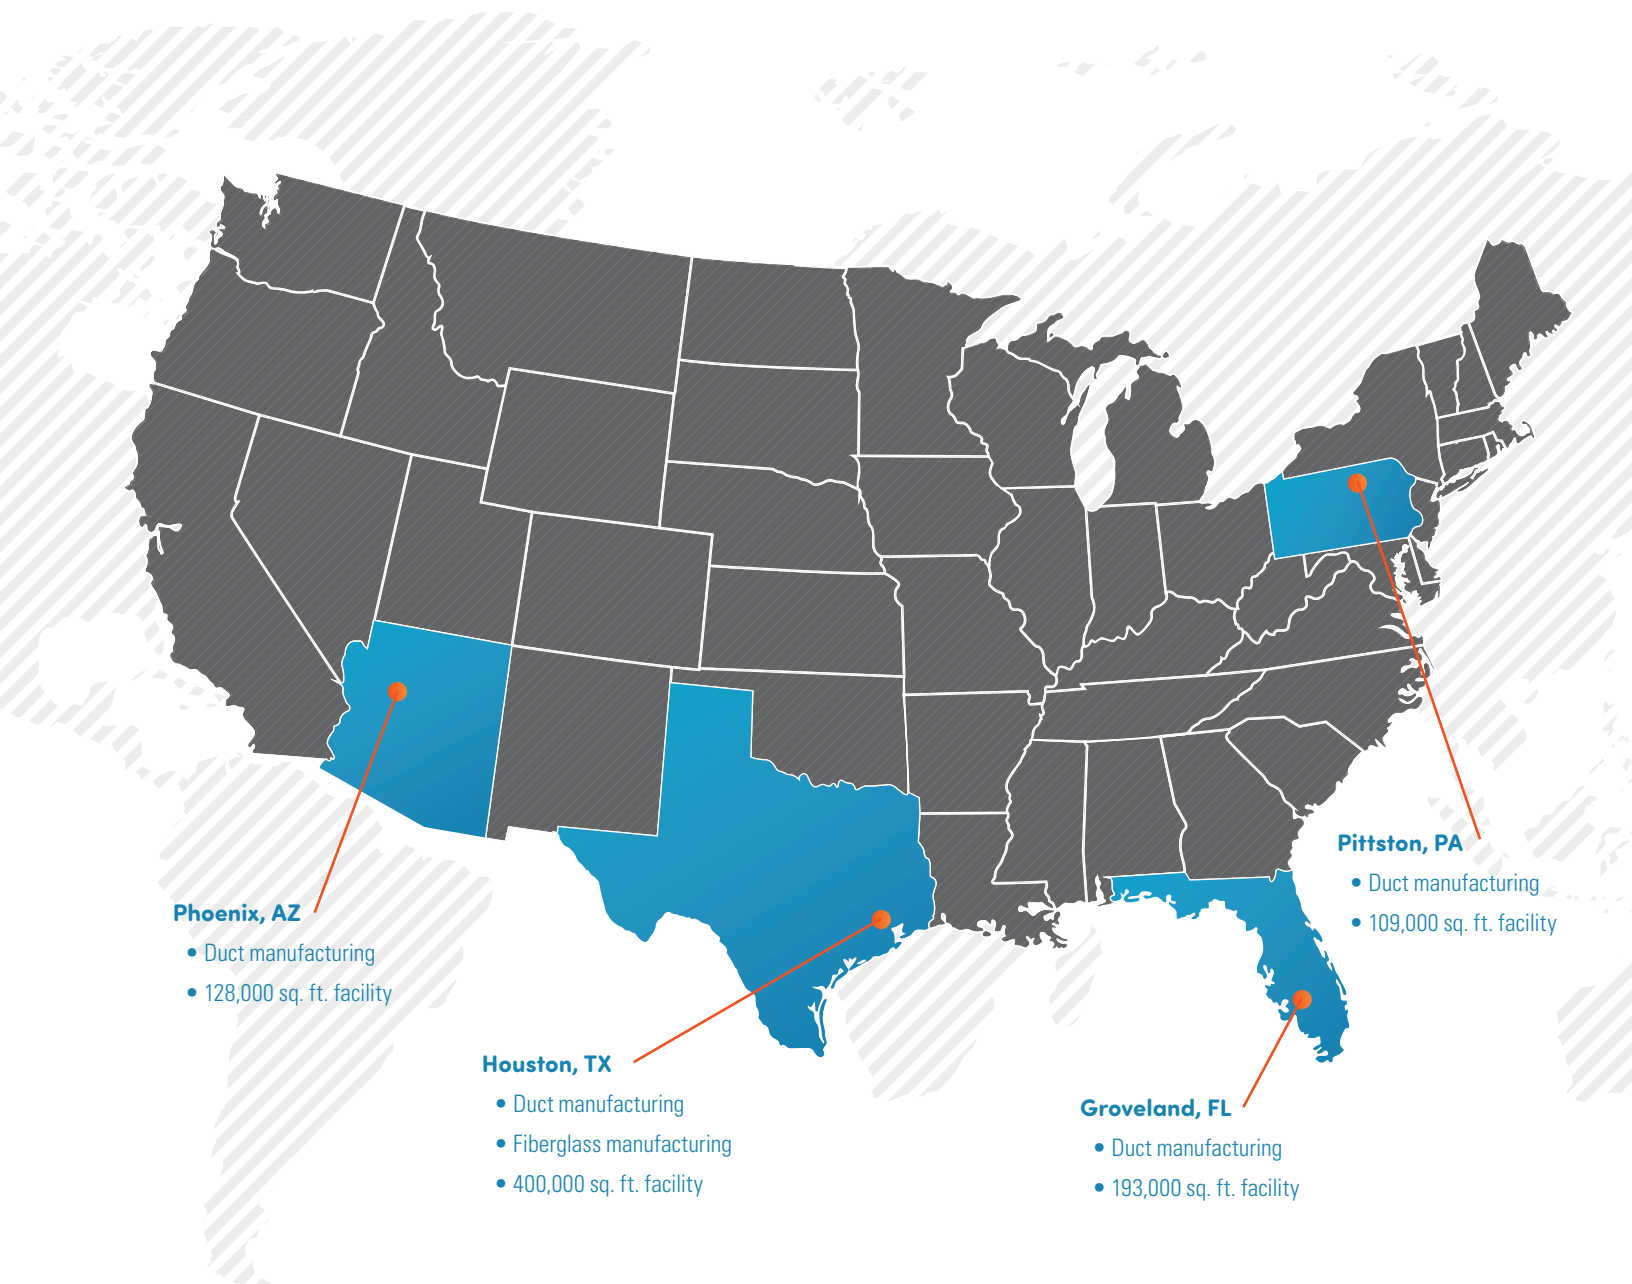 Pittston, PA
• Duct manufacturing
• 109,000 sq. ft. facility
Phoenix, AZ
• Duct manufacturing
• 128,000 sq. ft. facility
Houston, TX
• Duct manufacturing
• Fiberglass manufacturing
• 400,000 sq. ft. facility
Groveland, FL
• Duct manufacturing
• 193,000 sq. ft. facility